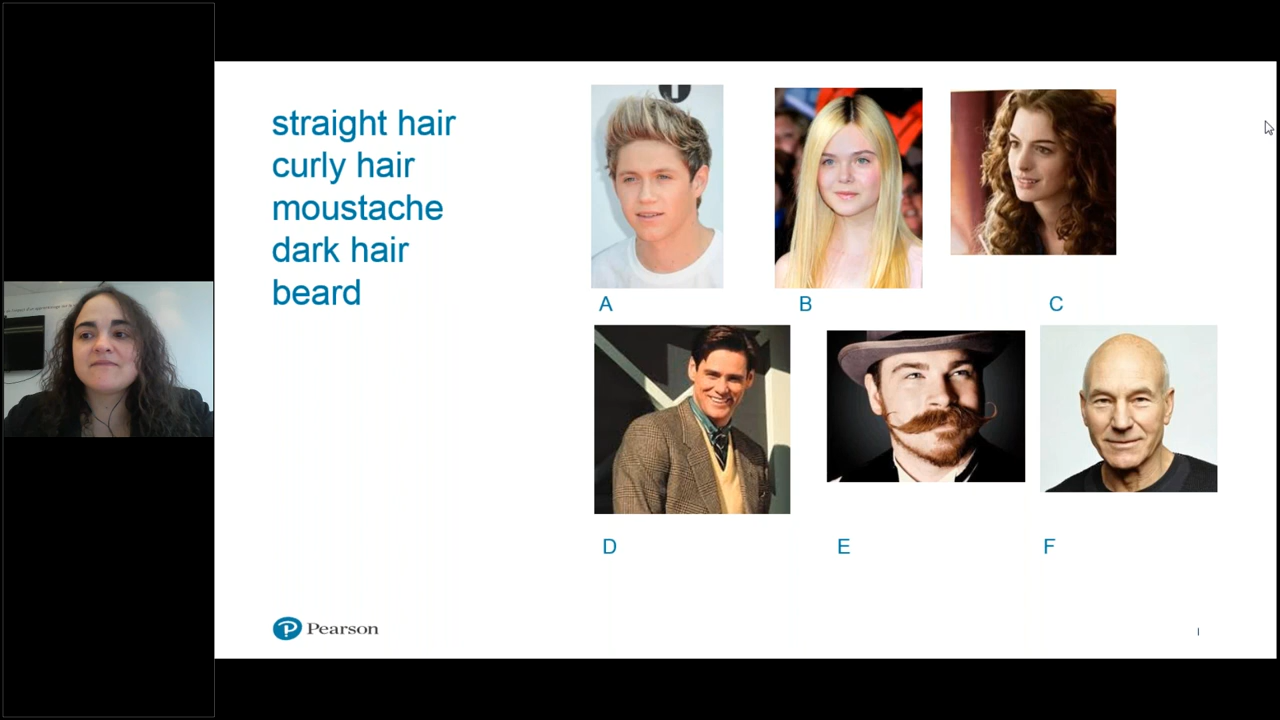 straight hair
curly hair
moustache
dark hair
beard
A
B
C
D
E
F
Pearson